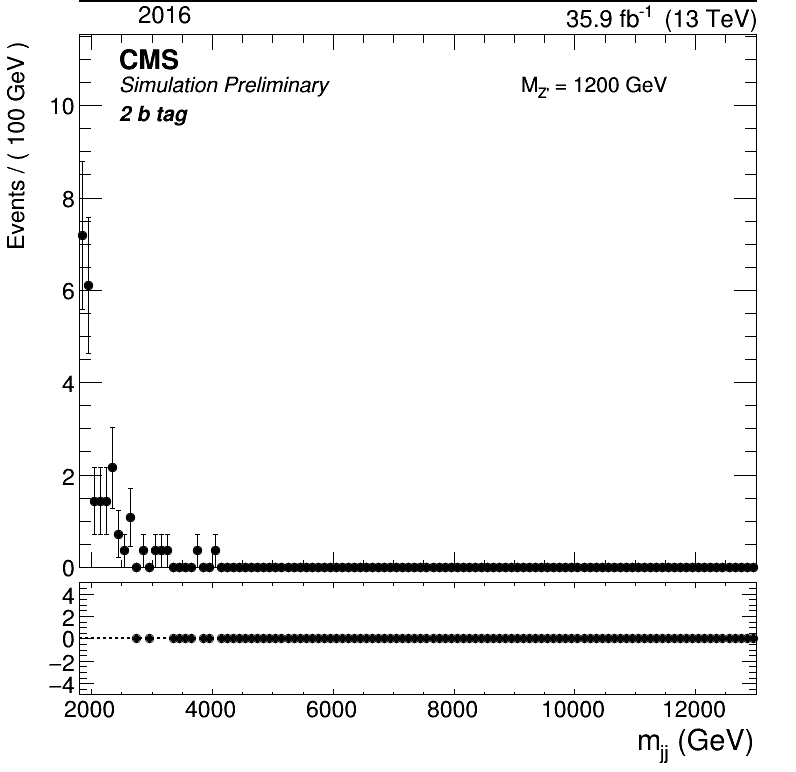 2016
35.9 fb-1 (13 TeV)
CMS
Simulation Preliminary
2 b tag
MZ' = 1200 GeV
Events / ( 100 GeV )
10
8
6
4
2
0
4
2
0
−2
−4
2000 4000 6000 8000 10000 12000
mjj (GeV)